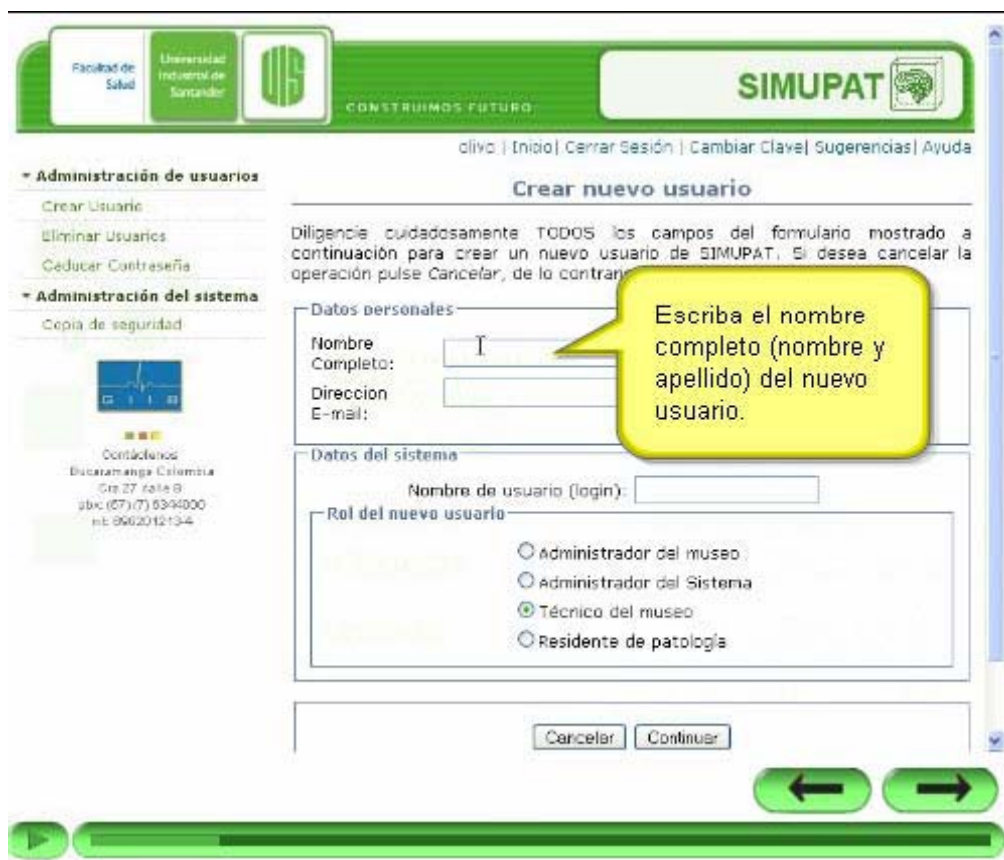 Facultad de
Salud
Universidad
Industrial de
Santander
CONSTRUIMOS FUTURO
SIMUPAT
olivo | Inicio| Cerrar Sesión | Cambiar Clave| Sugerencias| Ayuda
Administración de usuarios
Crear Usuario
Eliminar Usuarios
Caducar Contraseña
Administración del sistema
Copia de seguridad
G I I B
Contáctenos
Bucaramanga Colombia
Crear nuevo usuario
Diligencie cuidadosamente TODOS los campos del formulario mostrado a
continuación para crear un nuevo usuario de SIMUPAT. Si desea cancelar la
operación pulse Cancelar, de lo
Datos personales
Nombre
Completo:
Direccion
E-mail:
Escriba el nombre
completo (nombre y
apellido) del nuevo
usuario.
Datos del sistema
Nombre de usuario (login):
Rol del nuevo usuario
Administrador del museo
Administrador del Sistema
Técnico del museo
Residente de patología
Cancelar
Continuar